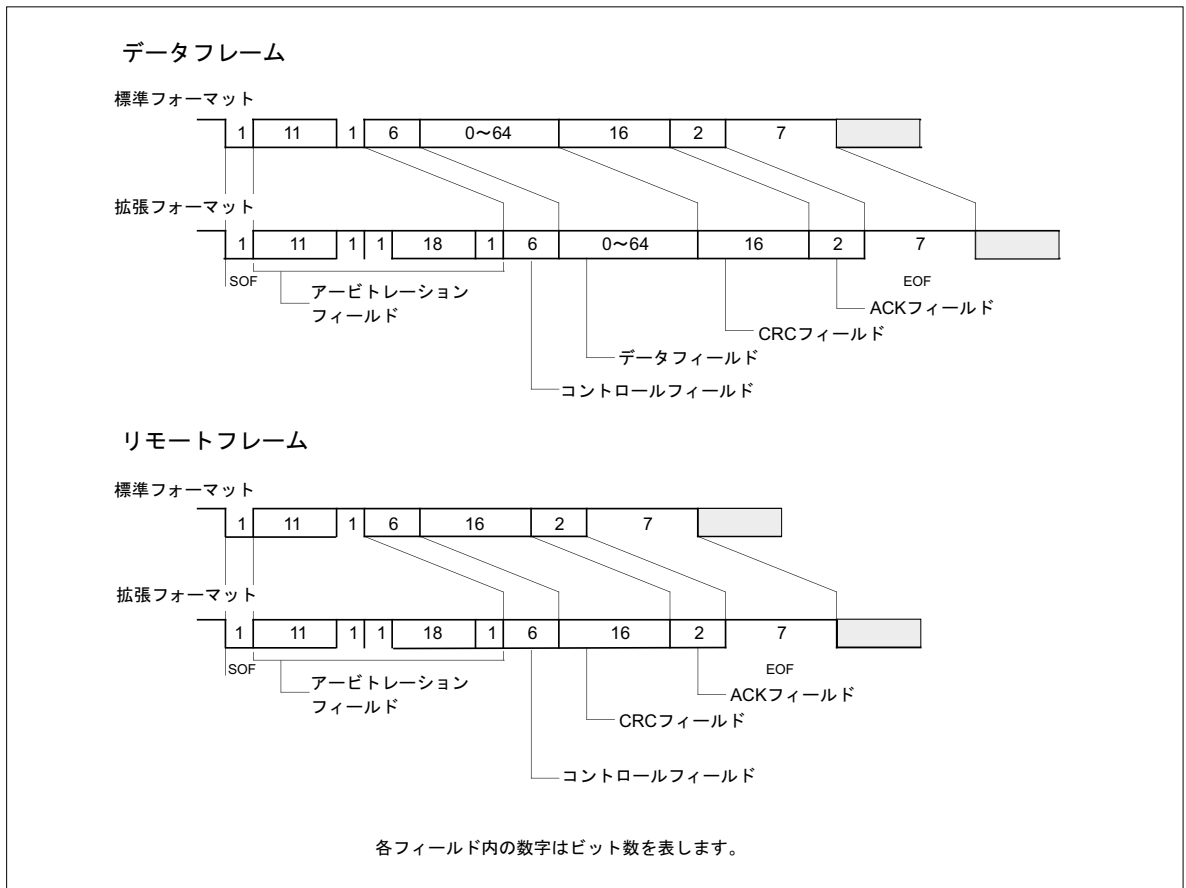 データフレーム
標準フォーマット
1 11 1 6 0〜64 16 2 7
拡張フォーマット
1 11 1 1 18 1 6 0〜64 16 2 7
SOF
EOF
アービトレーション
フィールド
ACKフィールド
CRCフィールド
データフィールド
コントロールフィールド
リモートフレーム
標準フォーマット
1 11 1 6 16 2 7
拡張フォーマット
1 11 1 1 18 1 6 16 2 7
SOF
EOF
アービトレーション
フィールド
ACKフィールド
CRCフィールド
コントロールフィールド
各フィールド内の数字はビット数を表します。